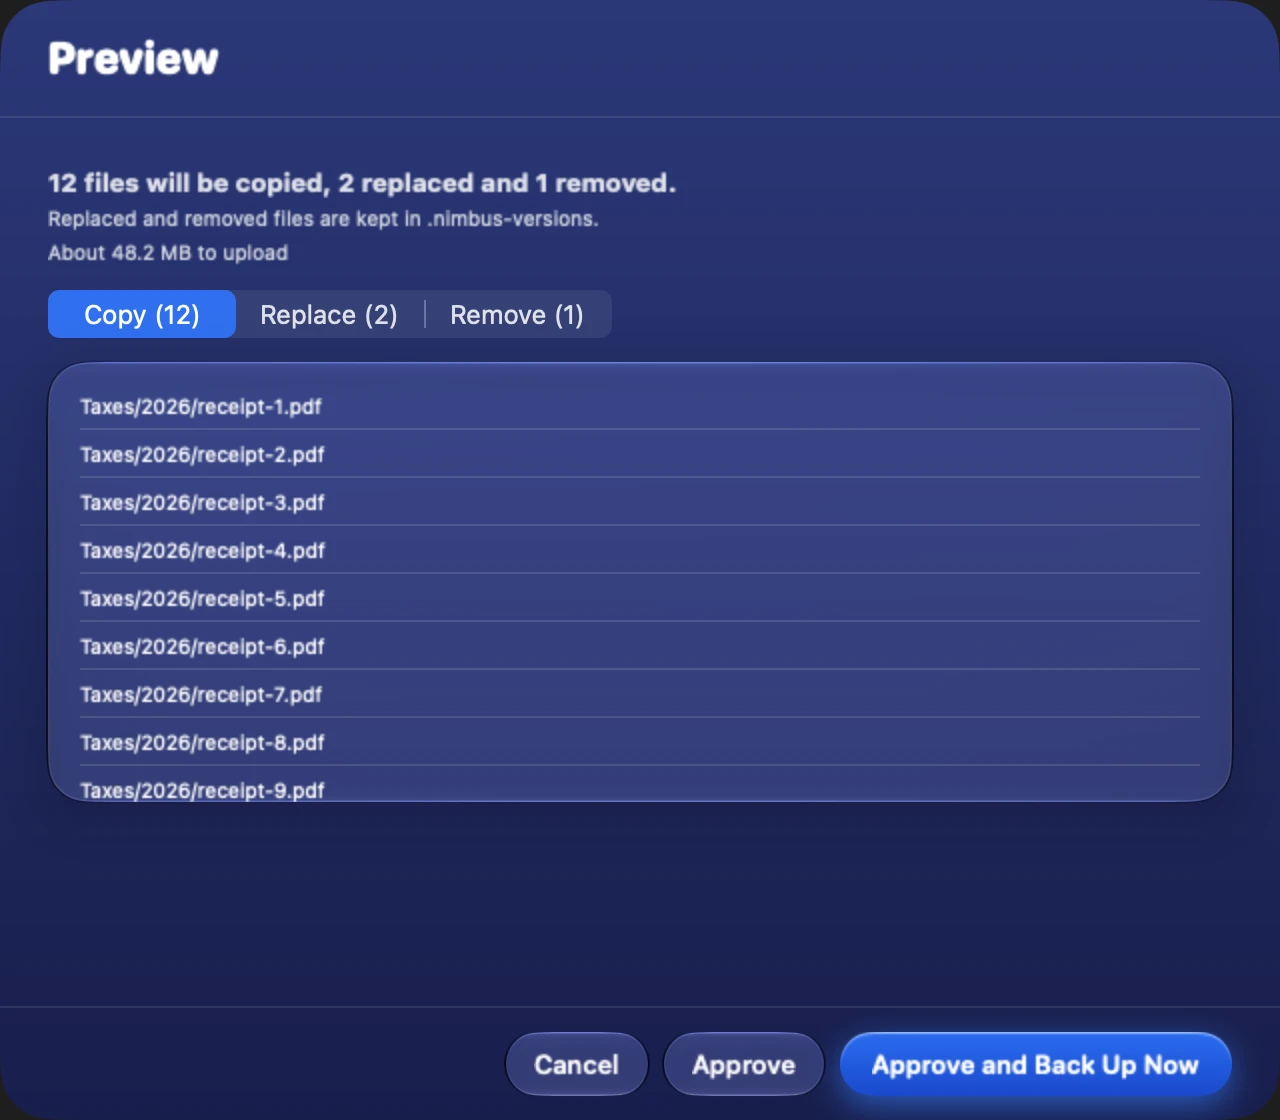 Preview
12 files will be copied, 2 replaced and 1 removed.
Replaced and removed files are kept in .nimbus-versions.
About 48.2 MB to upload
Copy (12) Replace (2) Remove (1)
Taxes/2026/receipt-1.pdf
Taxes/2026/receipt-2.pdf
Taxes/2026/receipt-3.pdf
Taxes/2026/receipt-4.pdf
Taxes/2026/receipt-5.pdf
Taxes/2026/receipt-6.pdf
Taxes/2026/receipt-7.pdf
Taxes/2026/receipt-8.pdf
Taxes/2026/receipt-9.pdf
Cancel Approve Approve and Back Up Now